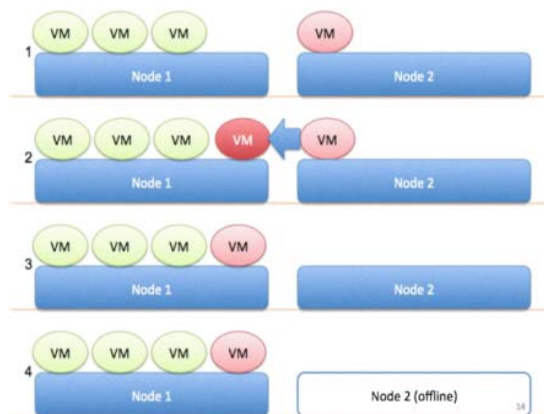 VM VM VM VM
1
Node 1 Node 2
VM VM VM VM VM
2
Node 1 Node 2
VM VM VM VM
3
Node 1 Node 2
VM VM VM VM
4
Node 1 Node 2 (offline)
14